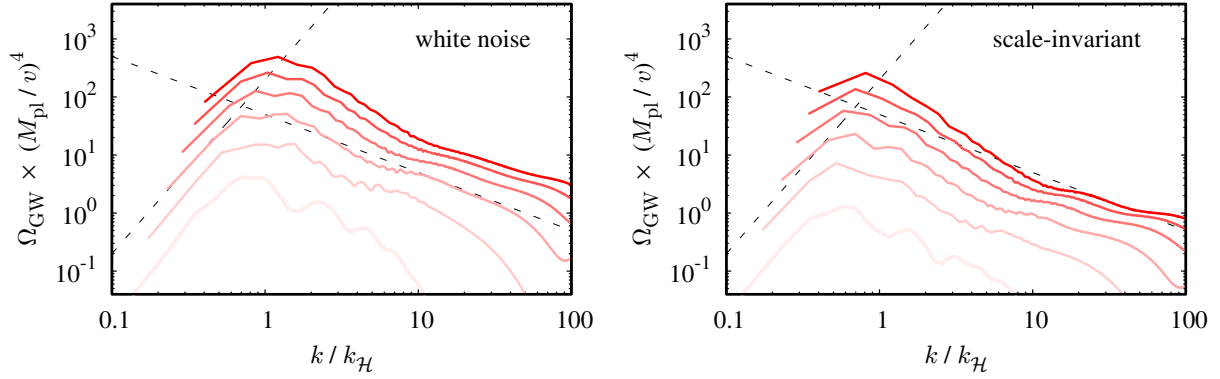 white noise
Ω_GW × (M_pl / v)^4
10^3
10^2
10^1
10^0
10^-1
0.1 1 10 100
k / k_ℋ
scale-invariant
Ω_GW × (M_pl / v)^4
10^3
10^2
10^1
10^0
10^-1
0.1 1 10 100
k / k_ℋ